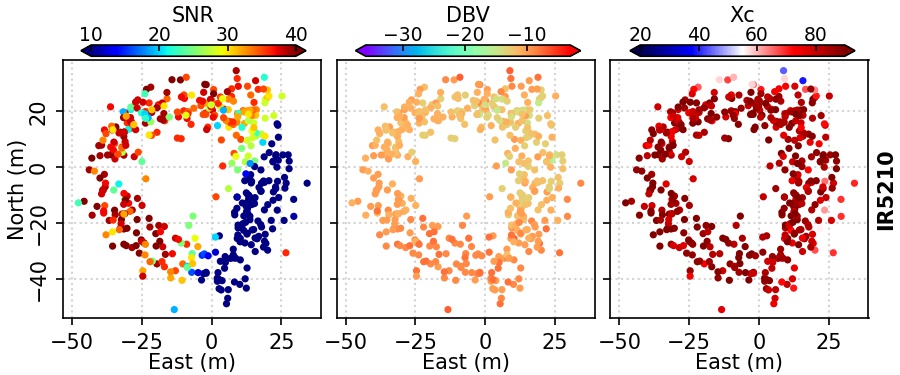 SNR DBV Xc
10 20 30 40 −30 −20 −10 20 40 60 80
20
0
−20
−40
North (m)
IR5210
−50 −25 0 25 −50 −25 0 25 −50 −25 0 25
East (m) East (m) East (m)